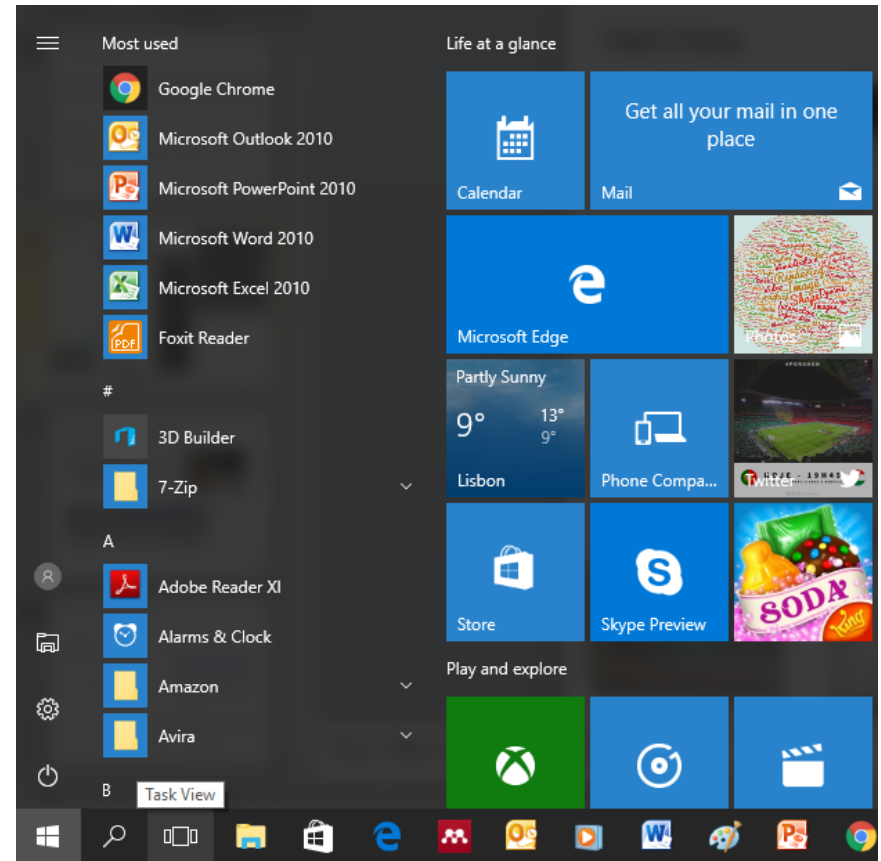 Most used
Google Chrome
Microsoft Outlook 2010
Microsoft PowerPoint 2010
Microsoft Word 2010
Microsoft Excel 2010
Foxit Reader
#
3D Builder
7-Zip
A
Adobe Reader XI
Alarms & Clock
Amazon
Avira
B
Task View
Life at a glance
Calendar
Get all your mail in one
place
Mail
Microsoft Edge
Photos
Partly Sunny
9° 13°
9°
Lisbon
Phone Compa...
HOJE - 19H45
Twitter
Store
Skype Preview
SODA
King
Play and explore